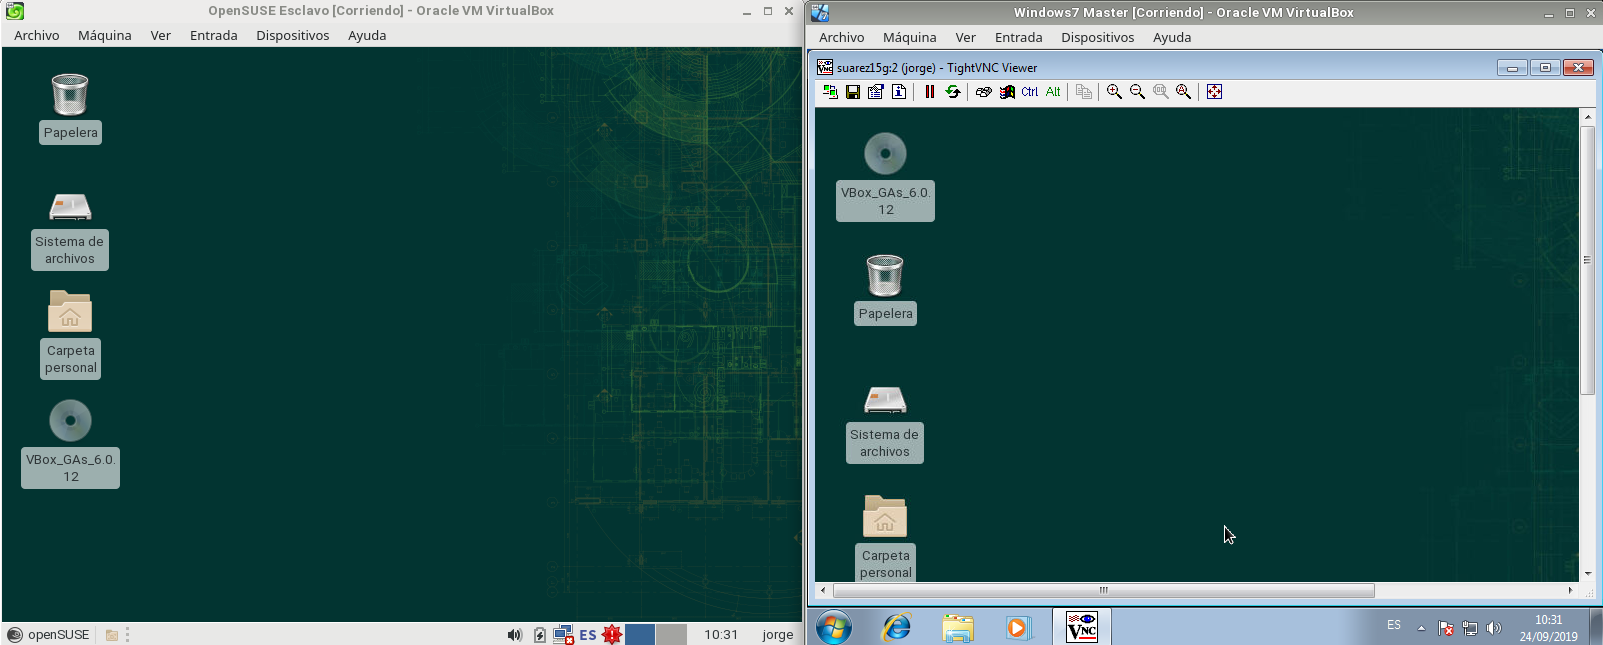 OpenSUSE Esclavo [Corriendo] - Oracle VM VirtualBox
Archivo Máquina Ver Entrada Dispositivos Ayuda
Papelera
Sistema de
archivos
Carpeta
personal
VBox_GAs_6.0.
12
openSUSE
ES
10:31
jorge
Windows7 Master [Corriendo] - Oracle VM VirtualBox
Archivo Máquina Ver Entrada Dispositivos Ayuda
suarez15g:2 (jorge) - TightVNC Viewer
Ctrl Alt
VBox_GAs_6.0.
12
Papelera
Sistema de
archivos
Carpeta
personal
VNC
ES
10:31
24/09/2019